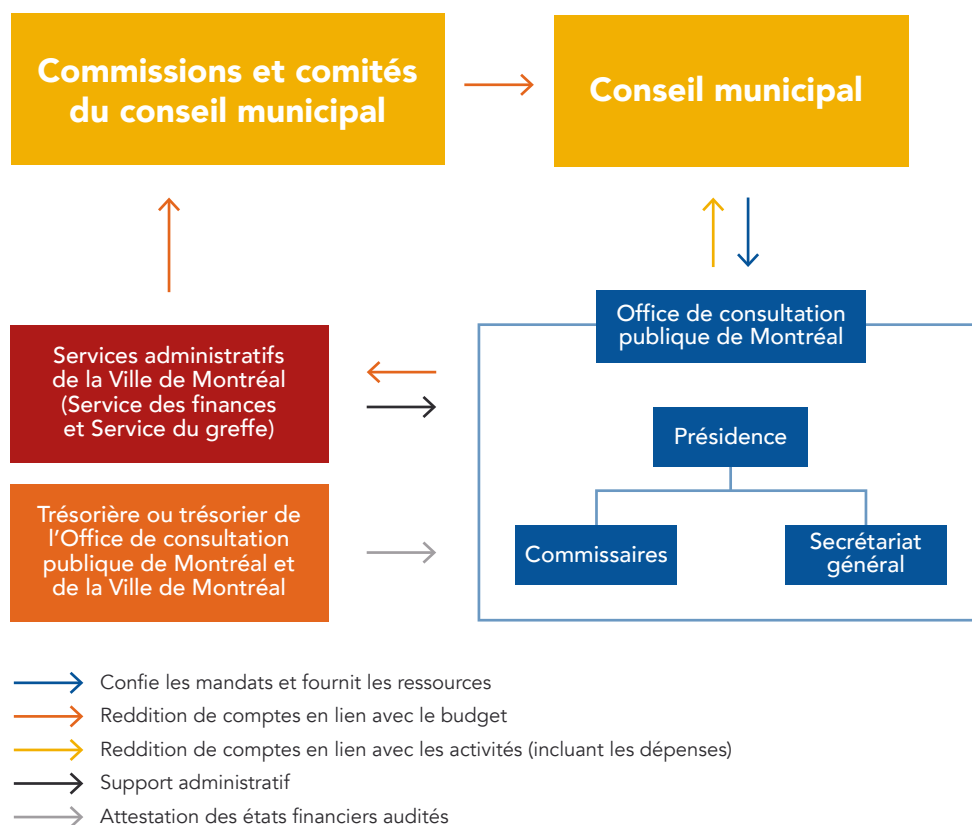 Commissions et comités
du conseil municipal
Conseil municipal
Office de consultation
publique de Montréal
Services administratifs
de la Ville de Montréal
(Service des finances
et Service du greffe)
Présidence
Trésorière ou trésorier de
l'Office de consultation
publique de Montréal et
de la Ville de Montréal
Commissaires
Secrétariat
général
Confie les mandats et fournit les ressources
Reddition de comptes en lien avec le budget
Reddition de comptes en lien avec les activités (incluant les dépenses)
Support administratif
Attestation des états financiers audités